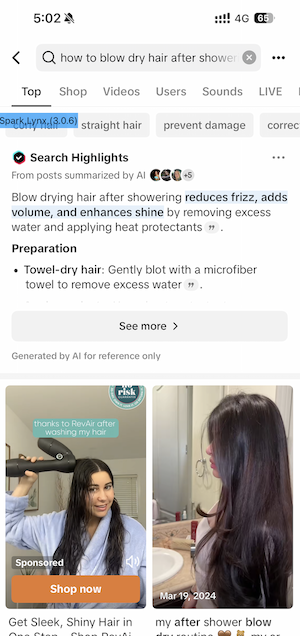 5:02
4G 65
how to blow dry hair after shower
Top Shop Videos Users Sounds LIVE
Spark,Lynx,(3.0.6)
curly hair straight hair prevent damage correc
Search Highlights
From posts summarized by AI +5
Blow drying hair after showering reduces frizz, adds
volume, and enhances shine by removing excess
water and applying heat protectants.
Preparation
• Towel-dry hair: Gently blot with a microfiber
towel to remove excess water.
See more >
Generated by AI for reference only
risk
thanks to RevAir after
washing my hair
Sponsored
Shop now
Mar 19, 2024
Get Sleek, Shiny Hair in
One Step – Shop RevAi
my after shower blow
dry routine my or